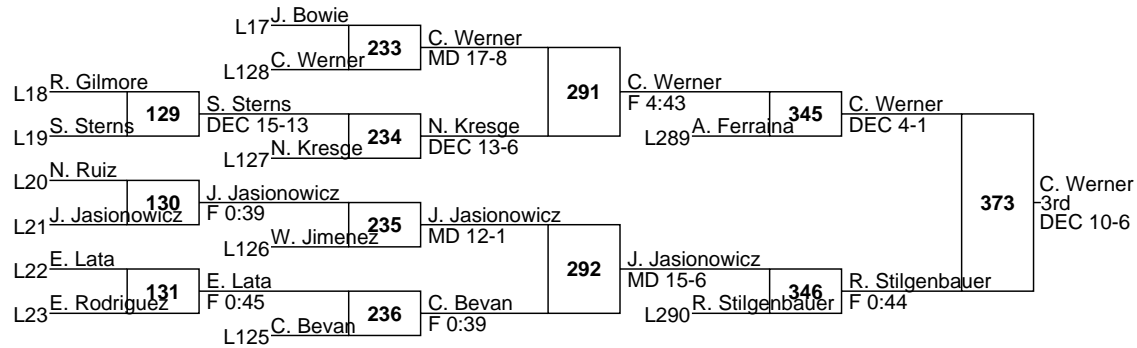 L17 J. Bowie
233
C. Werner
MD 17-8
L128 C. Werner
291
C. Werner
F 4:43
L18 R. Gilmore
129
S. Sterns
DEC 15-13
L19 S. Sterns
234
N. Kresge
DEC 13-6
L127 N. Kresge
345
C. Werner
DEC 4-1
L289 A. Ferraina
L20 N. Ruiz
130
J. Jasionowicz
F 0:39
L21 J. Jasionowicz
235
J. Jasionowicz
MD 12-1
L126 W. Jimenez
373
C. Werner
3rd
DEC 10-6
L22 E. Lata
131
E. Lata
F 0:45
L23 E. Rodriguez
292
J. Jasionowicz
MD 15-6
236
C. Bevan
F 0:39
L125 C. Bevan
346
R. Stilgenbauer
F 0:44
L290 R. Stilgenbauer